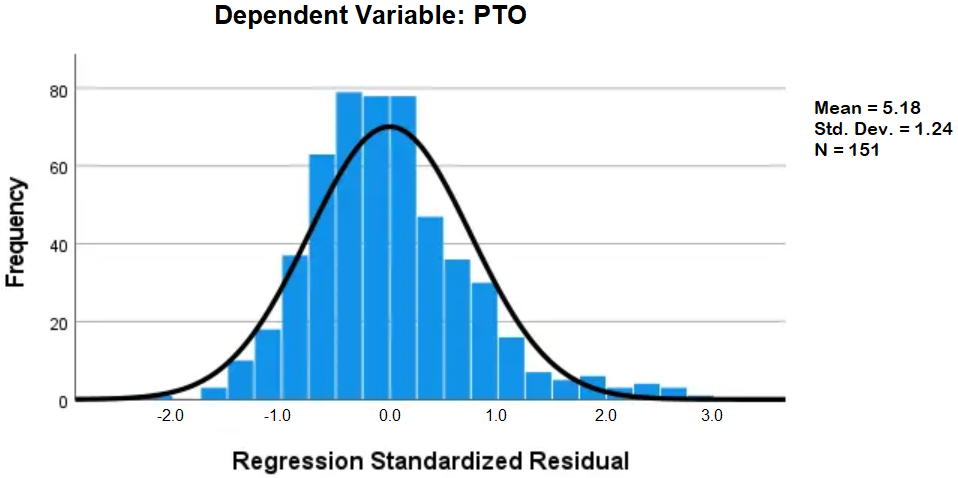 Dependent Variable: PTO
Mean = 5.18
Std. Dev. = 1.24
N = 151
Frequency
80
60
40
20
0
-2.0 -1.0 0.0 1.0 2.0 3.0
Regression Standardized Residual